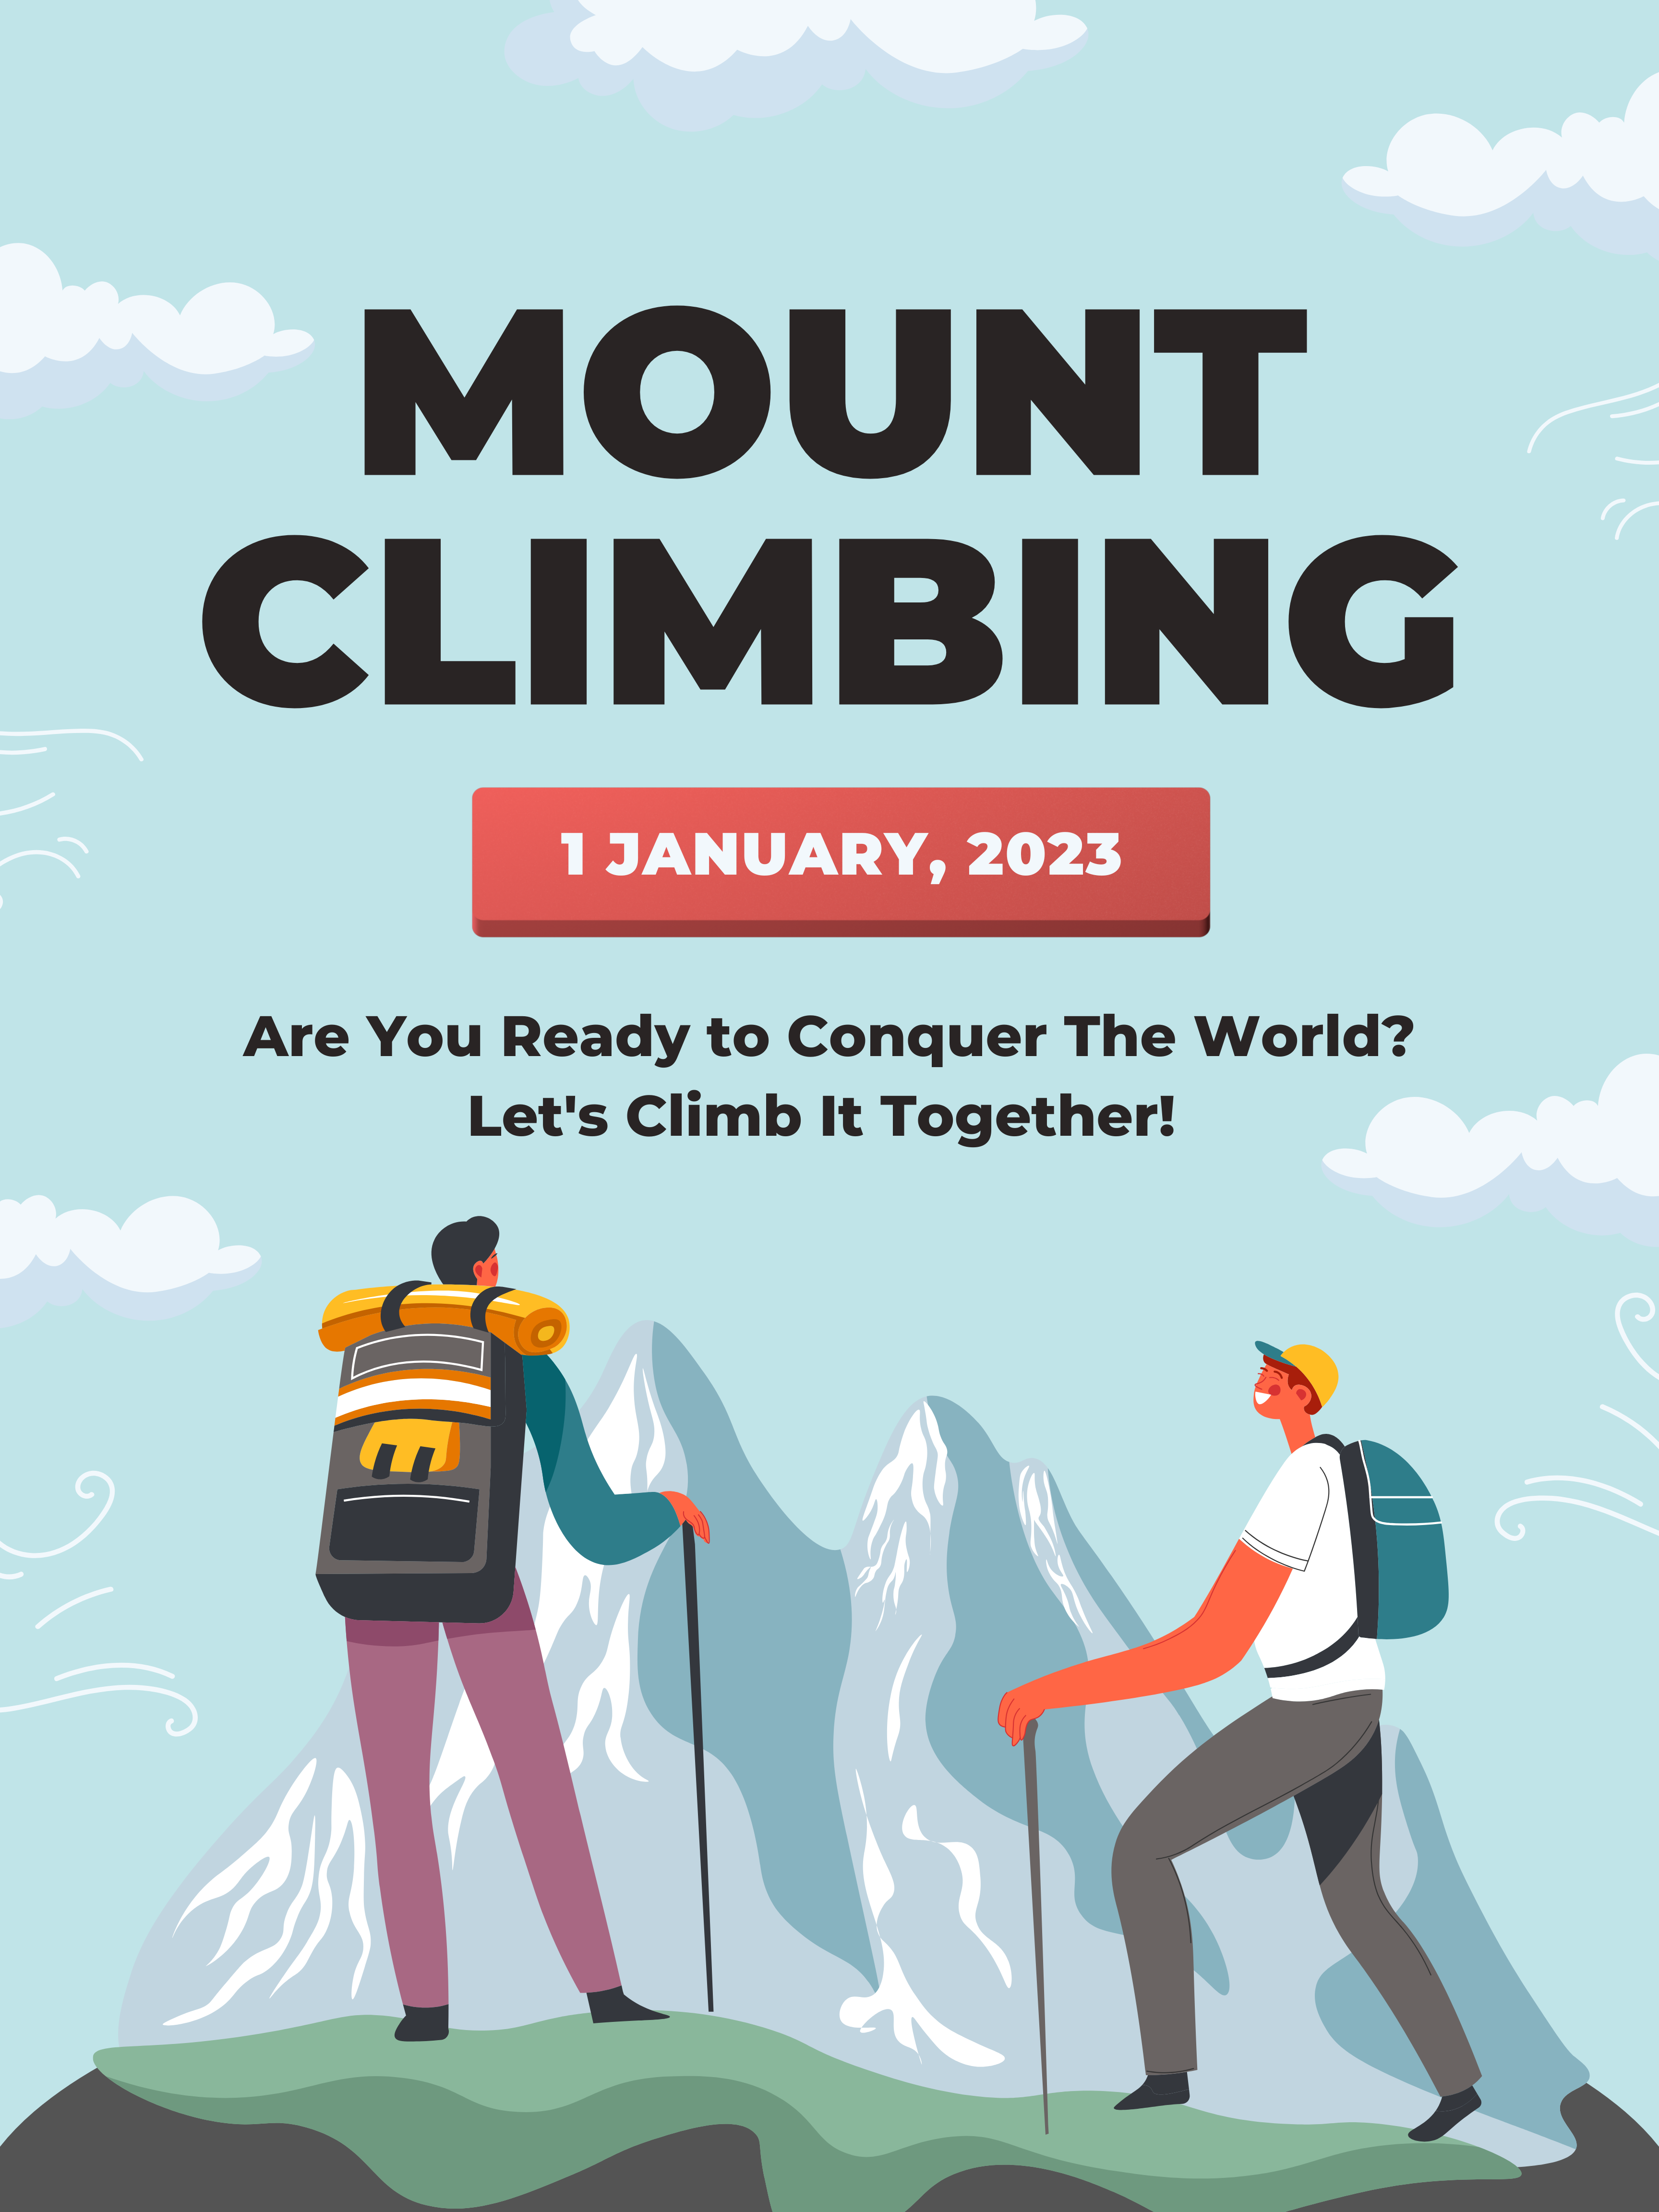 MOUNT
CLIMBING
1 JANUARY, 2023
Are You Ready to Conquer The World?
Let's Climb It Together!